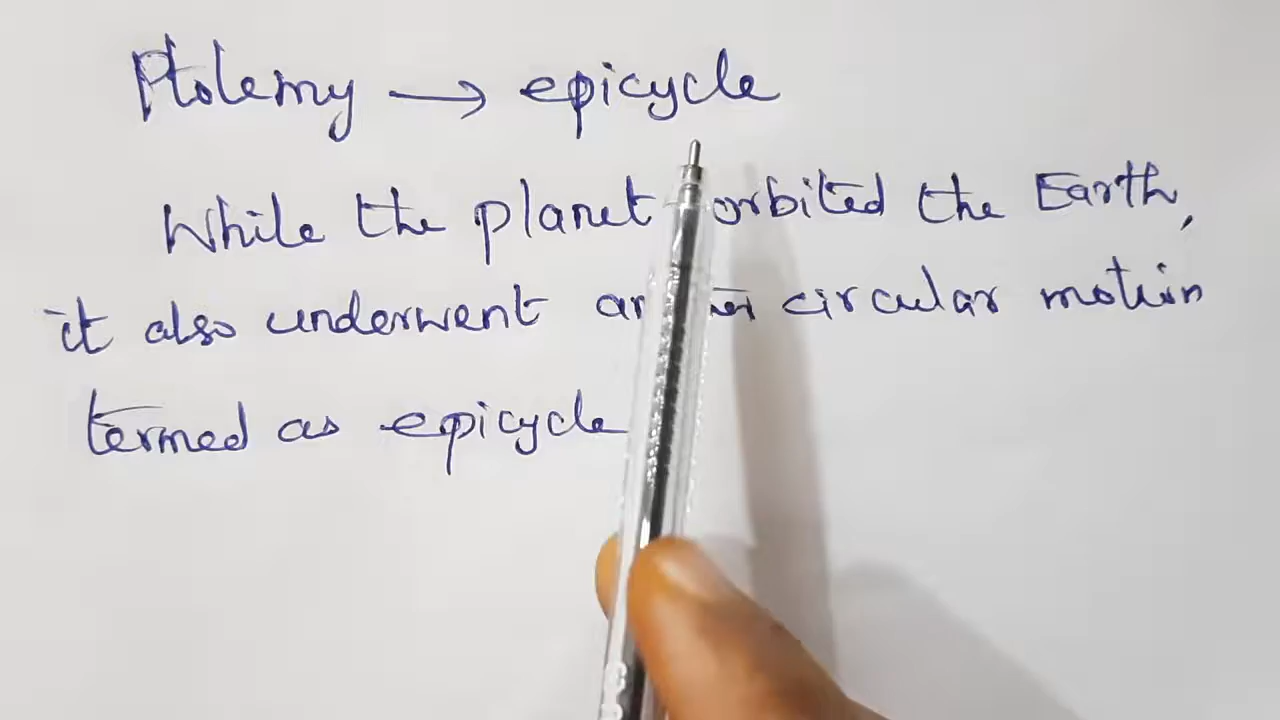 Ptolemy → epicycle
While the planet orbited the Earth,
it also underwent circular motion
termed as epicycle